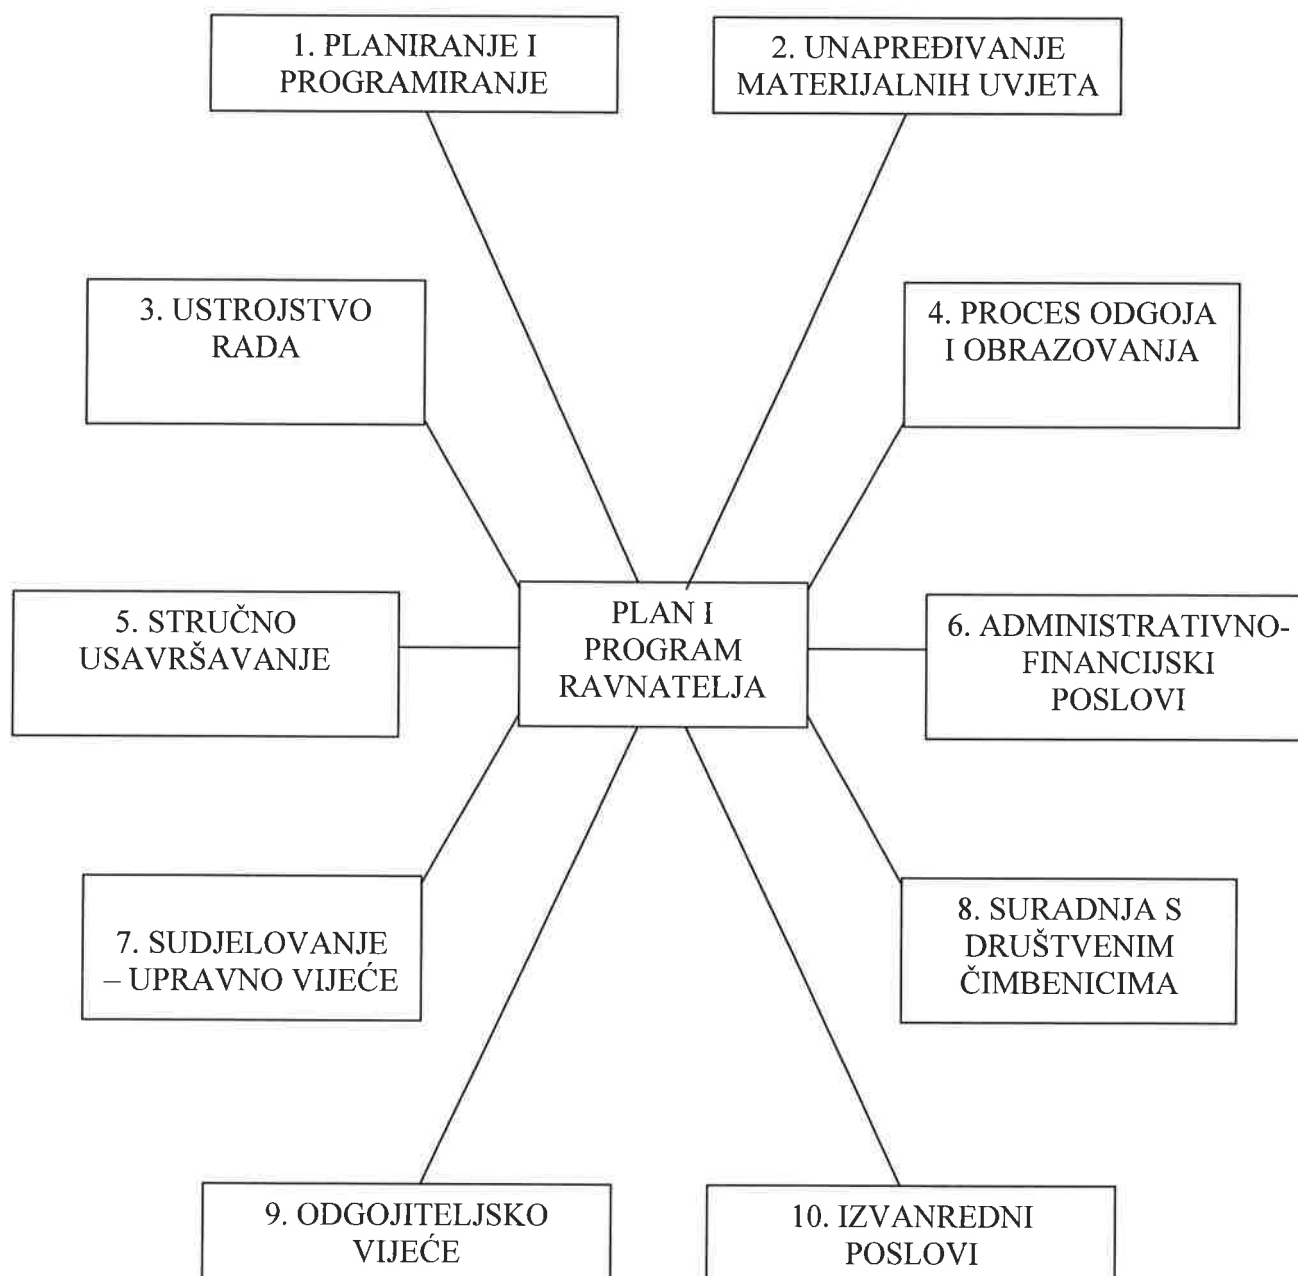 1. PLANIRANJE I
PROGRAMIRANJE
2. UNAPREĐIVANJE
MATERIJALNIH UVJETA
3. USTROJSTVO
RADA
4. PROCES ODGOJA
I OBRAZOVANJA
5. STRUČNO
USAVRŠAVANJE
PLAN I
PROGRAM
RAVNATELJA
6. ADMINISTRATIVNO-
FINANCIJSKI
POSLOVI
7. SUDJELOVANJE
– UPRAVNO VIJEĆE
8. SURADNJA S
DRUŠTVENIM
ČIMBENICIMA
9. ODGOJITELJSKO
VIJEĆE
10. IZVANREDNI
POSLOVI